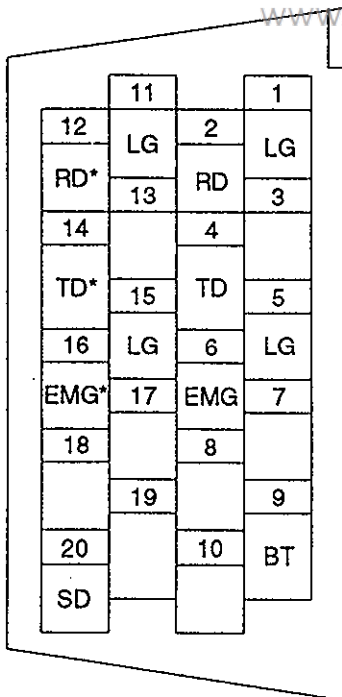 www
11 1
12 2
LG LG
RD* RD
13 3
14 4
TD* 15 TD 5
16 LG 6 LG
EMG* 17 EMG 7
18 8
19 9
20 10 BT
SD